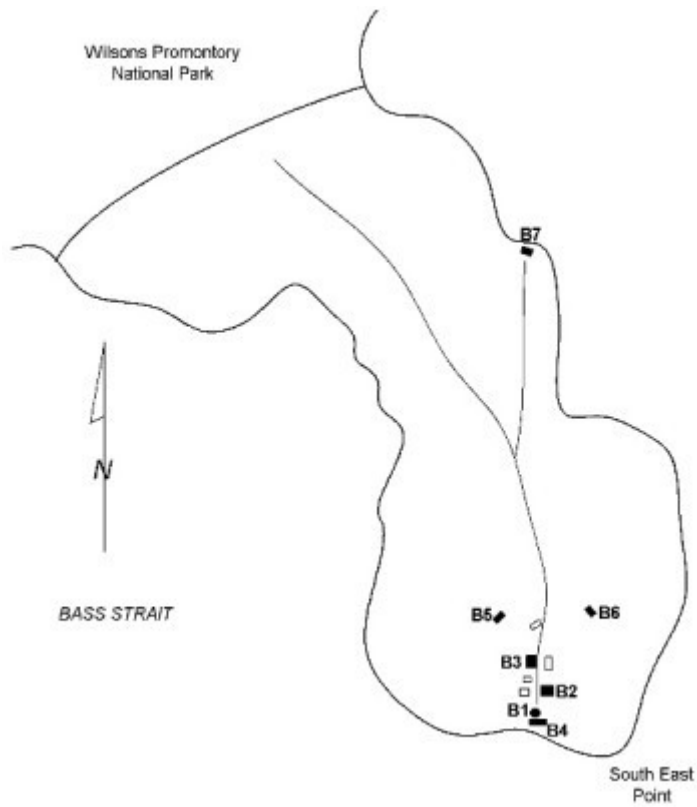 Wilsons Promontory
National Park
B7
N
BASS STRAIT
B5
B6
B3
B2
B1
B4
South East
Point